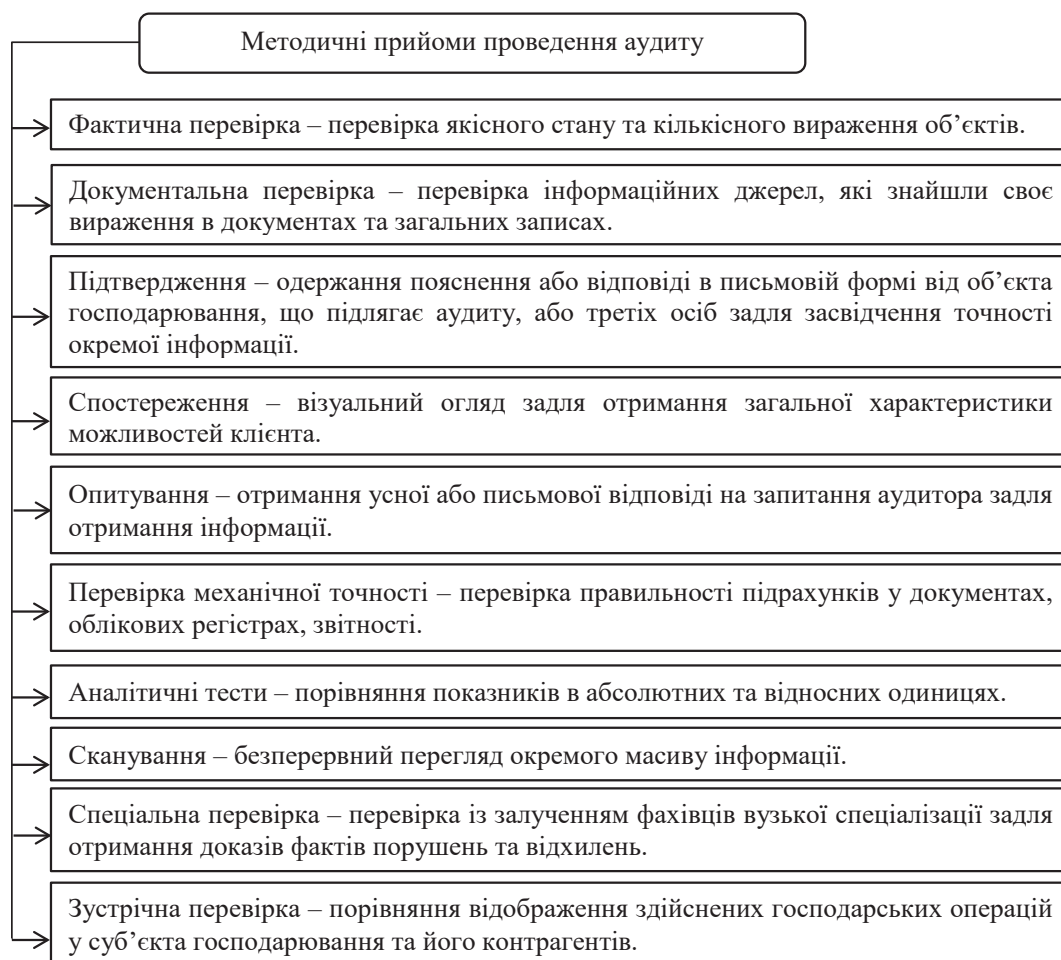 Методичні прийоми проведення аудиту
Фактична перевірка – перевірка якісного стану та кількісного вираження об’єктів.
Документальна перевірка – перевірка інформаційних джерел, які знайшли своє
вираження в документах та загальних записах.
Підтвердження – одержання пояснення або відповіді в письмовій формі від об’єкта
господарювання, що підлягає аудиту, або третіх осіб задля засвідчення точності
окремої інформації.
Спостереження – візуальний огляд задля отримання загальної характеристики
можливостей клієнта.
Опитування – отримання усної або письмової відповіді на запитання аудитора задля
отримання інформації.
Перевірка механічної точності – перевірка правильності підрахунків у документах,
облікових регістрах, звітності.
Аналітичні тести – порівняння показників в абсолютних та відносних одиницях.
Сканування – безперервний перегляд окремого масиву інформації.
Спеціальна перевірка – перевірка із залученням фахівців вузької спеціалізації задля
отримання доказів фактів порушень та відхилень.
Зустрічна перевірка – порівняння відображення здійснених господарських операцій
у суб’єкта господарювання та його контрагентів.